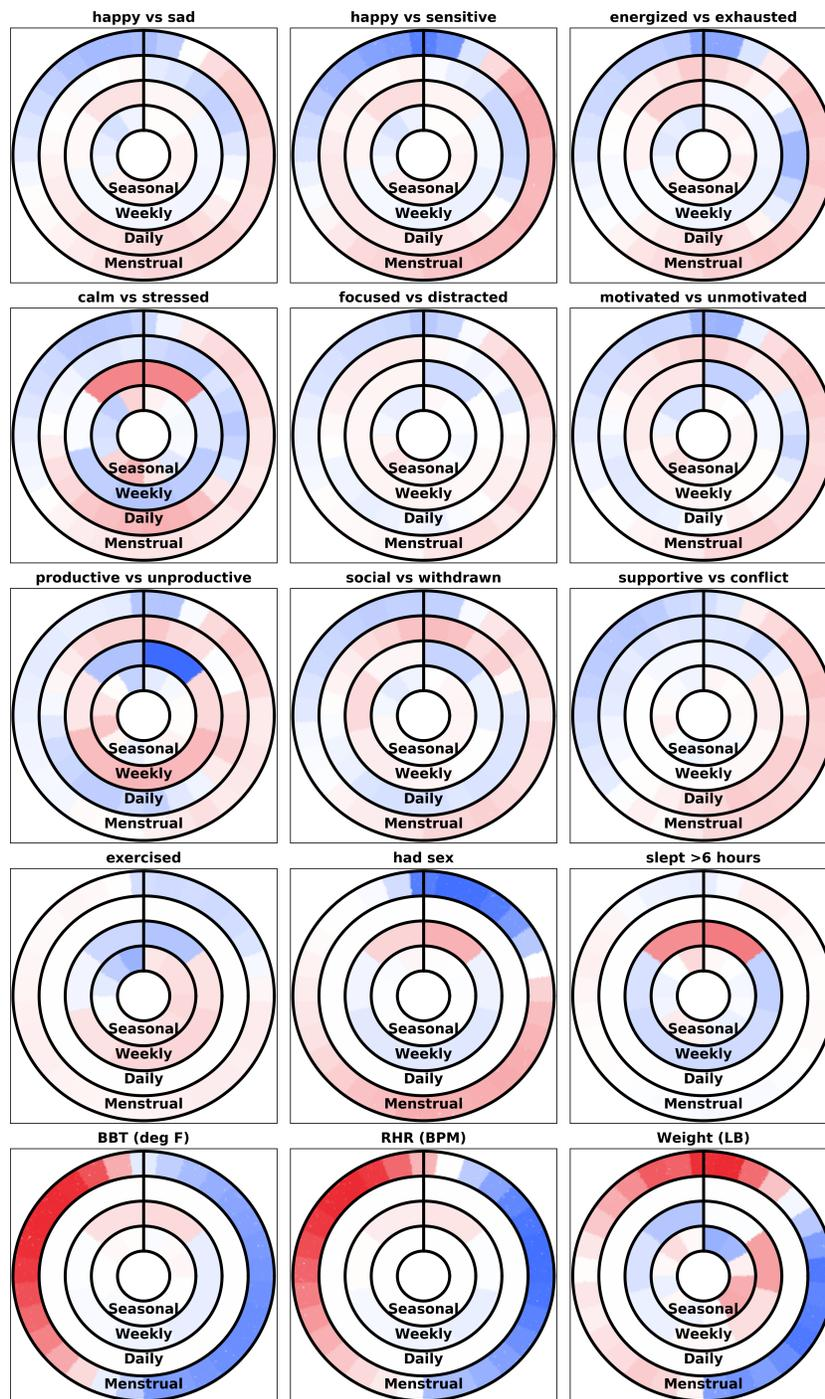 happy vs sad
happy vs sensitive
energized vs exhausted
Seasonal
Weekly
Daily
Menstrual
Seasonal
Weekly
Daily
Menstrual
Seasonal
Weekly
Daily
Menstrual
calm vs stressed
focused vs distracted
motivated vs unmotivated
Seasonal
Weekly
Daily
Menstrual
Seasonal
Weekly
Daily
Menstrual
Seasonal
Weekly
Daily
Menstrual
productive vs unproductive
social vs withdrawn
supportive vs conflict
Seasonal
Weekly
Daily
Menstrual
Seasonal
Weekly
Daily
Menstrual
Seasonal
Weekly
Daily
Menstrual
exercised
had sex
slept >6 hours
Seasonal
Weekly
Daily
Menstrual
Seasonal
Weekly
Daily
Menstrual
Seasonal
Weekly
Daily
Menstrual
BBT (deg F)
RHR (BPM)
Weight (LB)
Seasonal
Weekly
Daily
Menstrual
Seasonal
Weekly
Daily
Menstrual
Seasonal
Weekly
Daily
Menstrual